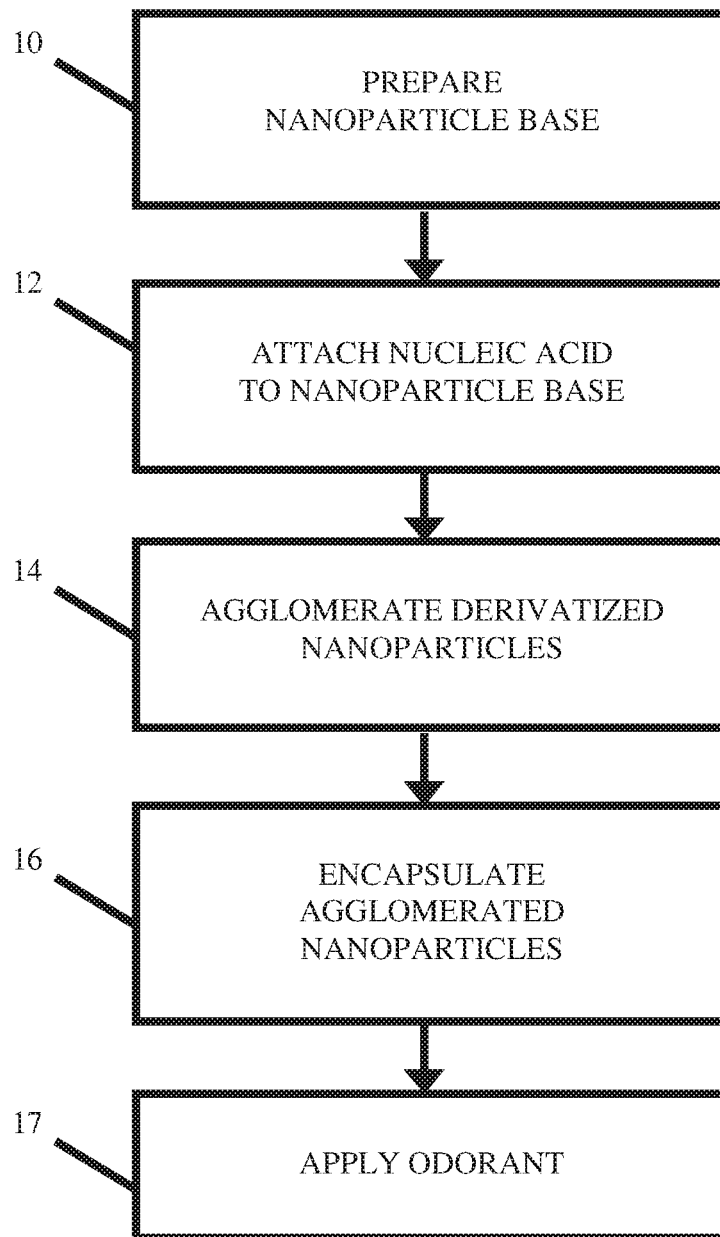 10
PREPARE
NANOPARTICLE BASE
12
ATTACH NUCLEIC ACID
TO NANOPARTICLE BASE
14
AGGLOMERATE DERIVATIZED
NANOPARTICLES
16
ENCAPSULATE
AGGLOMERATED
NANOPARTICLES
17
APPLY ODORANT